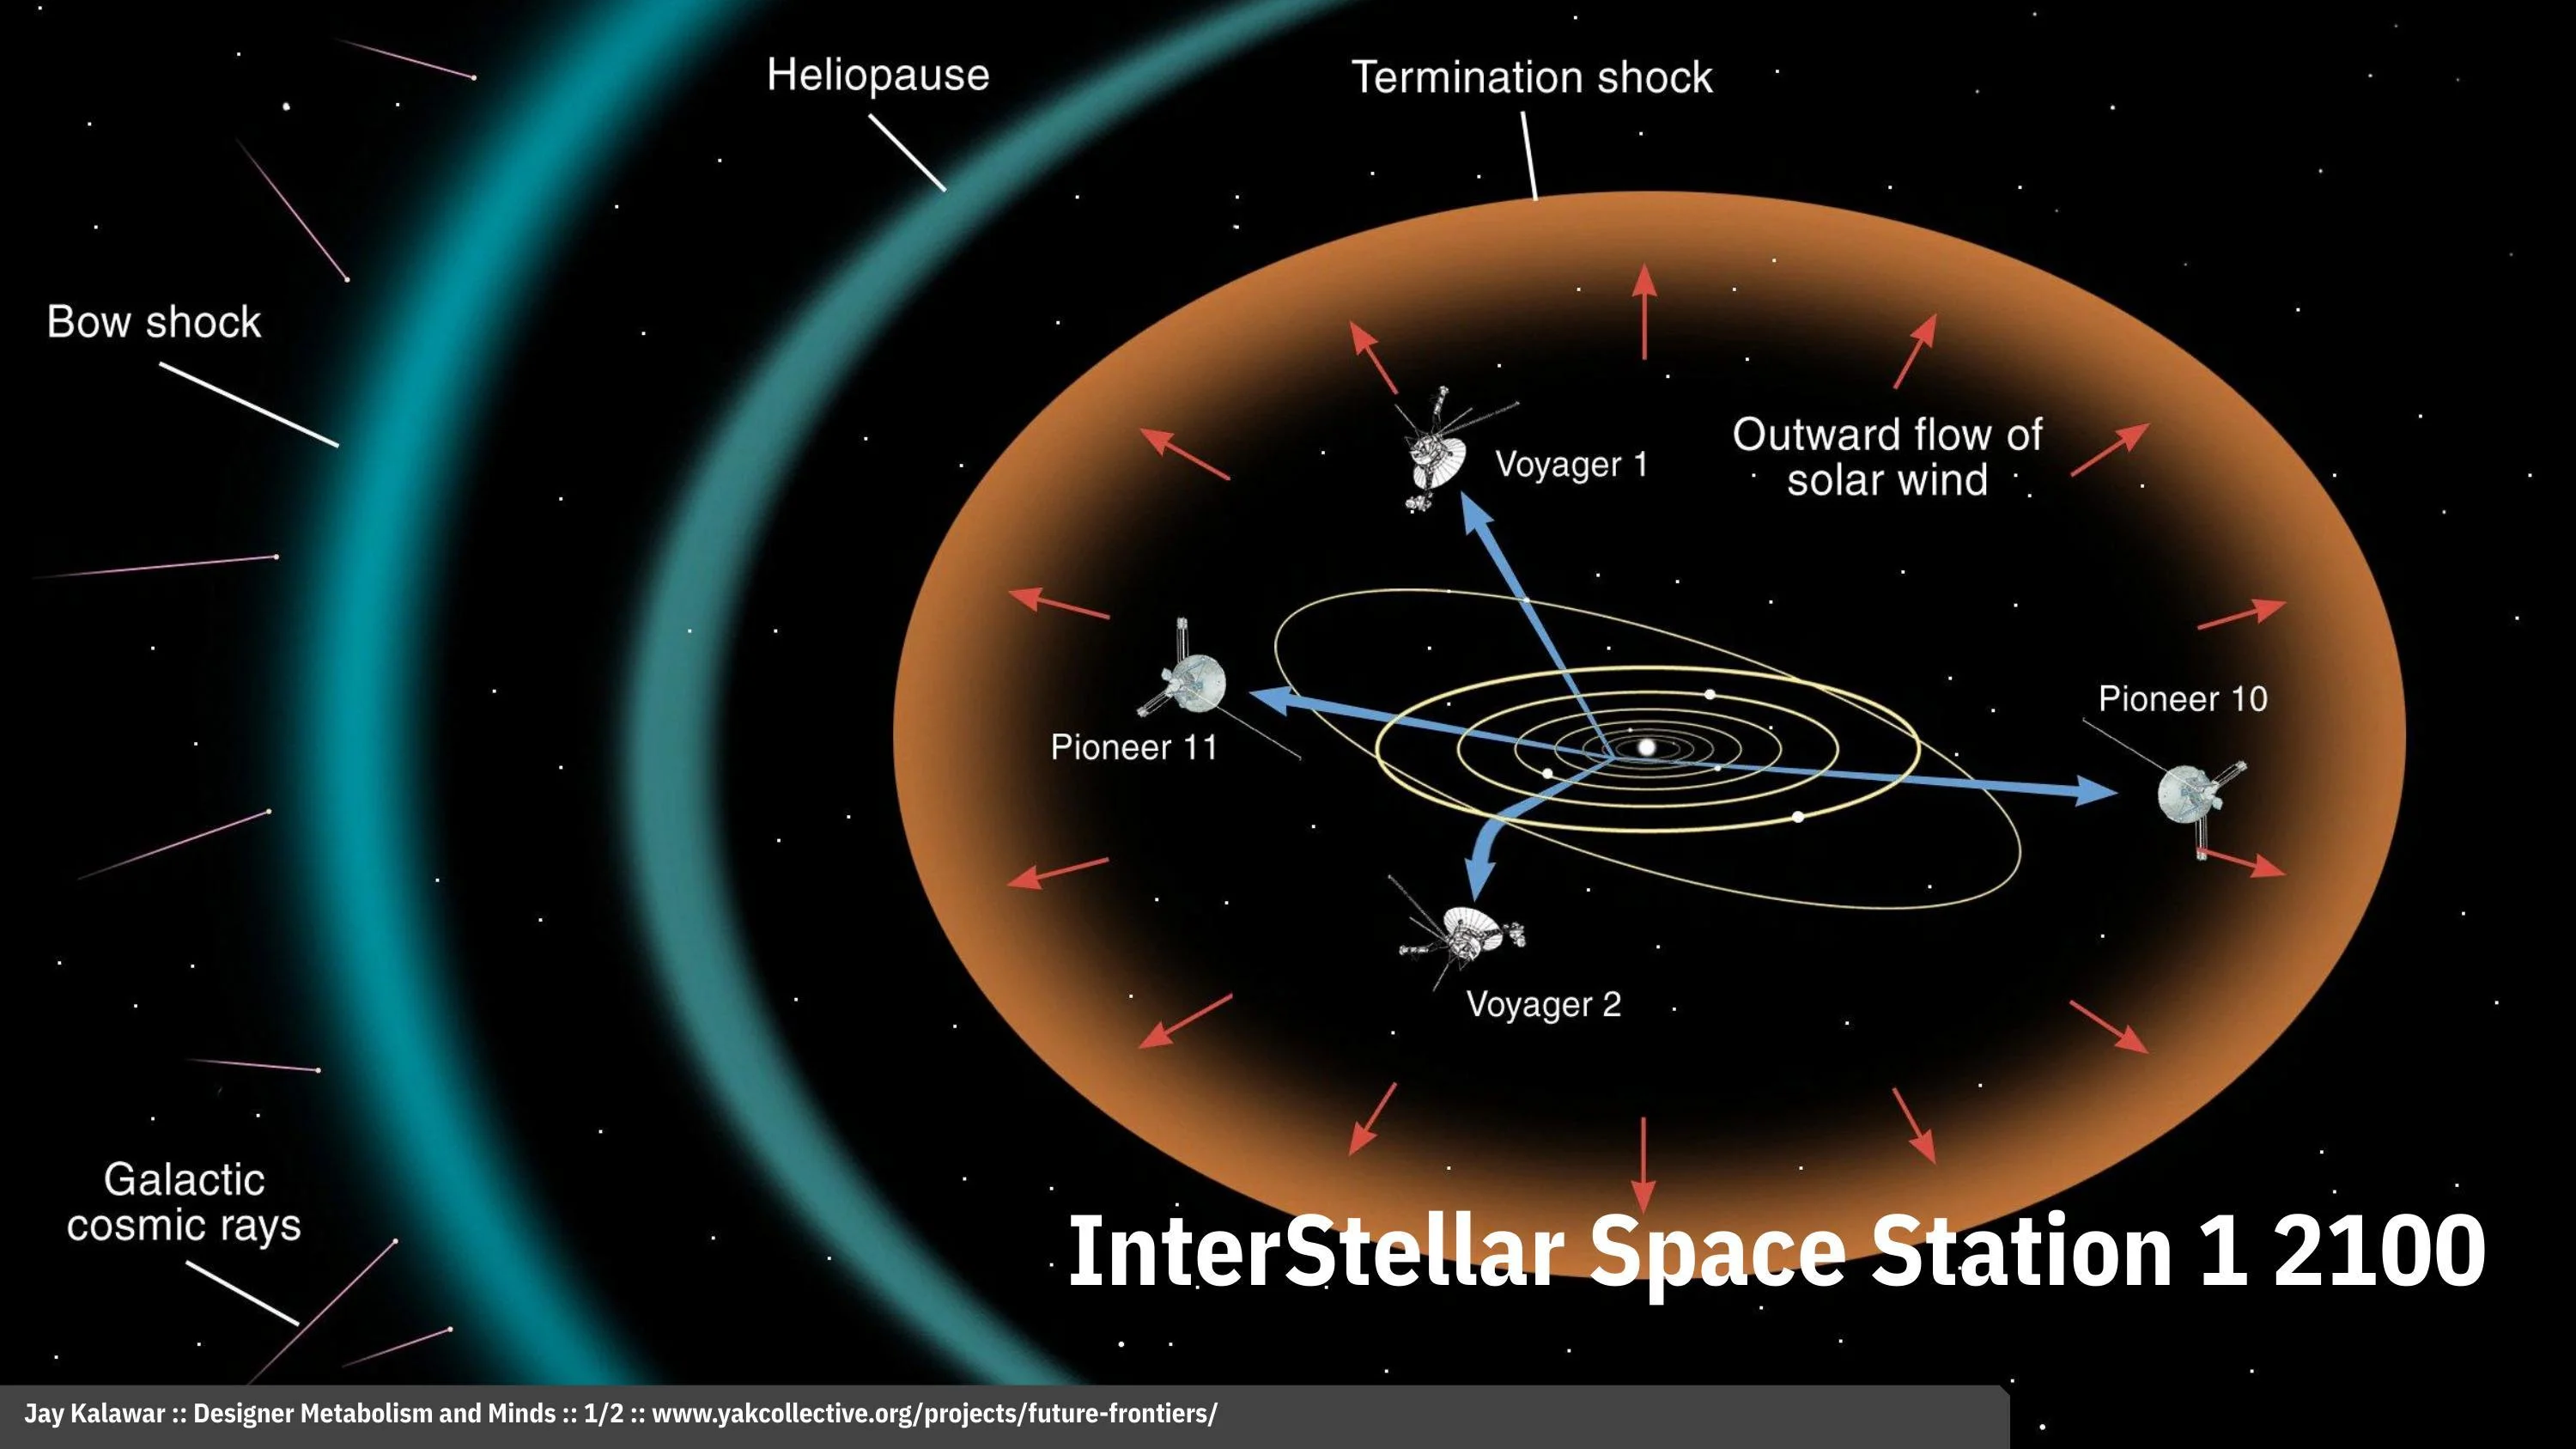 Heliopause
Termination shock
Bow shock
Outward flow of
solar wind
Voyager 1
Pioneer 10
Pioneer 11
Voyager 2
Galactic
cosmic rays
InterStellar Space Station 1 2100
Jay Kalawar :: Designer Metabolism and Minds :: 1/2 :: www.yakcollective.org/projects/future-frontiers/